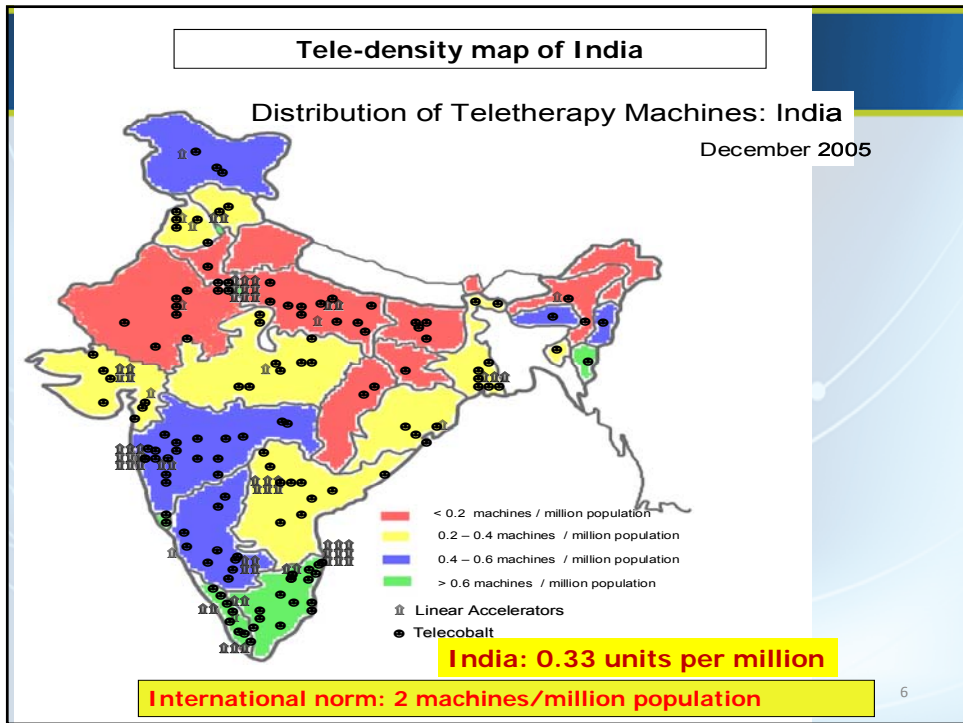 Tele-density map of India
Distribution of Teletherapy Machines: India
December 2005
< 0.2 machines / million population
0.2 – 0.4 machines / million population
0.4 – 0.6 machines / million population
> 0.6 machines / million population
Linear Accelerators
Telecobalt
India: 0.33 units per million
International norm: 2 machines/million population
6